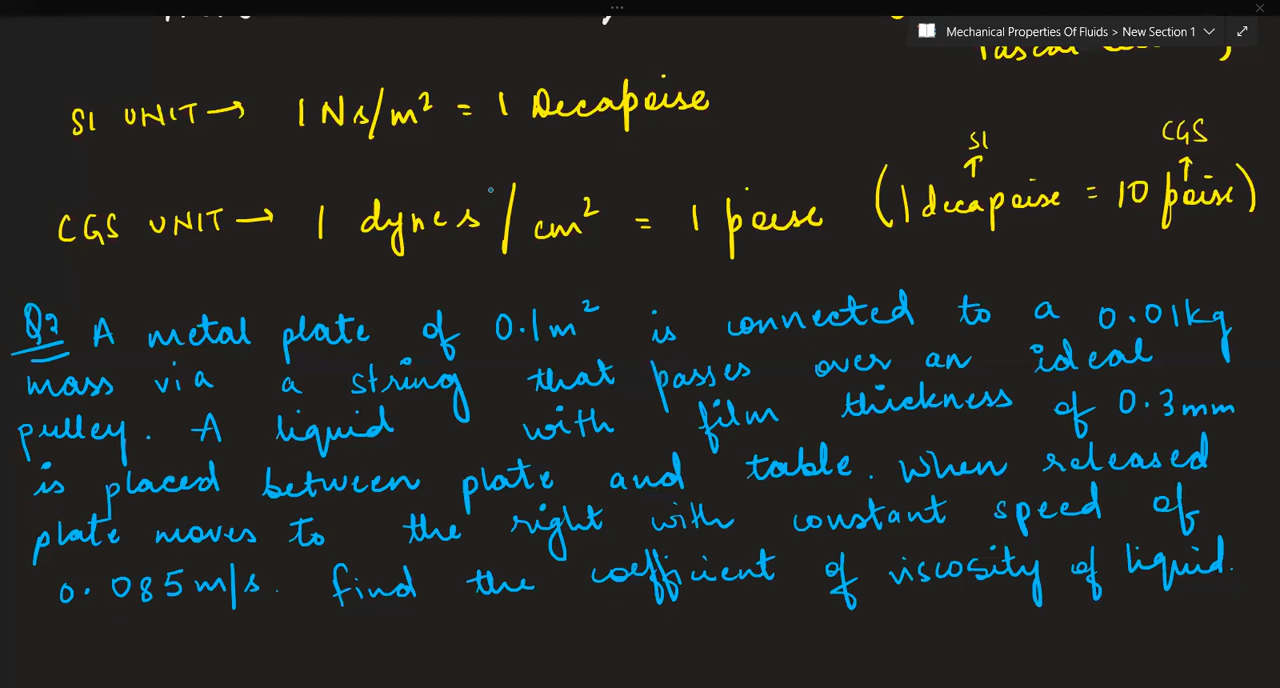 Mechanical Properties Of Fluids > New Section 1
SI UNIT → 1 Ns/m² = 1 Decapoise
SI CGS
CGS UNIT → 1 dynes/cm² = 1 poise (1 decapoise = 10 poise)
Q2 A metal plate of 0.1m² is connected to a 0.01kg
mass via a string that passes over an ideal
pulley. A liquid with film thickness of 0.3mm
is placed between plate and table. When released
plate moves to the right with constant speed of
0.085m/s. find the coefficient of viscosity of liquid.